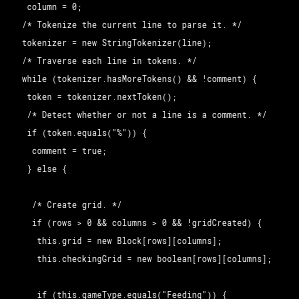 column = 0;
/* Tokenize the current line to parse it. */
tokenizer = new StringTokenizer(line);
/* Traverse each line in tokens. */
while (tokenizer.hasMoreTokens() && !comment) {
token = tokenizer.nextToken();
/* Detect whether or not a line is a comment. */
if (token.equals("%")) {
comment = true;
} else {
/* Create grid. */
if (rows > 0 && columns > 0 && !gridCreated) {
this.grid = new Block[rows][columns];
this.checkingGrid = new boolean[rows][columns];
if (this.gameType.equals("Feeding")) {